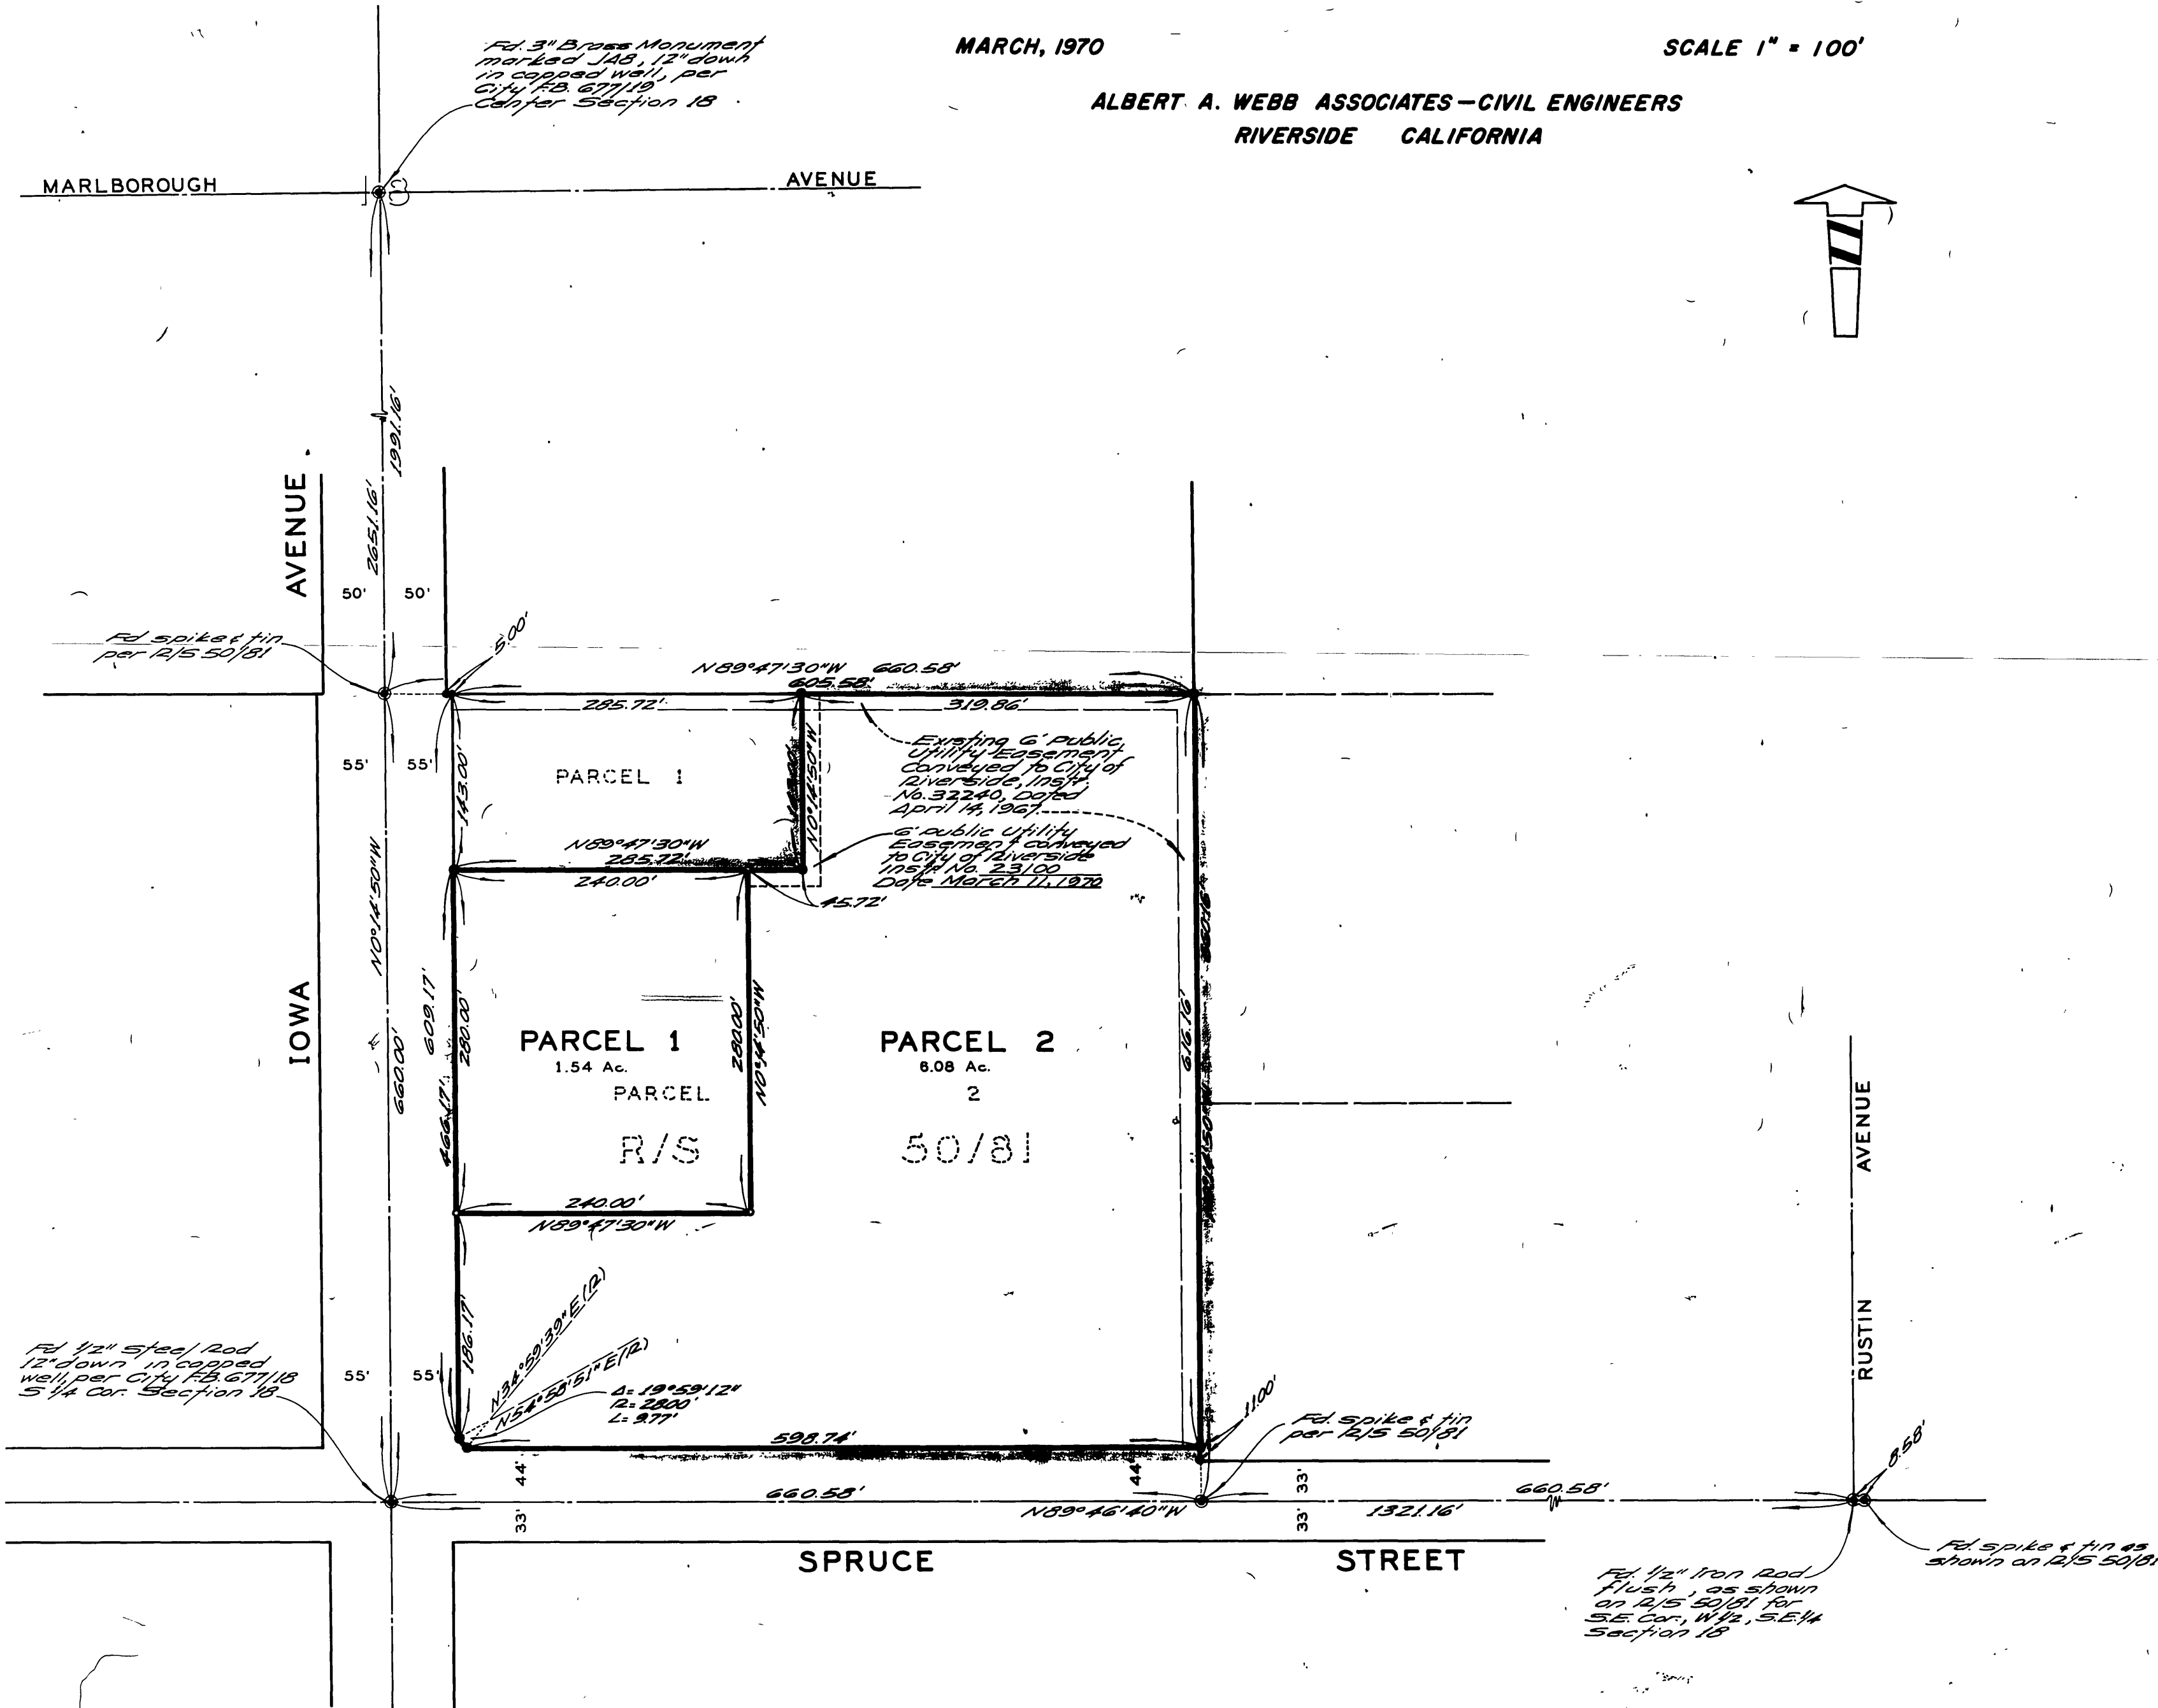 MARCH, 1970
SCALE 1" = 100'
ALBERT A. WEBB ASSOCIATES—CIVIL ENGINEERS
RIVERSIDE CALIFORNIA
Fd. 3" Brass Monument
marked J48, 12" down
in capped well, per
City F.B. 677/19
Center Section 18
MARLBOROUGH AVENUE
1991.16'
2651.16'
AVENUE
50' 50'
5.00'
Fd spike & tin
per R/S 50/81
N89°47'30"W 660.58'
605.58'
285.72'
319.86'
Existing 6' Public
Utility Easement
Conveyed to City of
Riverside, Instr.
No. 32240, Dated
April 14, 1967
55' 55'
143.00'
PARCEL 1
N0°14'50"W
6' public Utility
Easement conveyed
to City of Riverside
Instr. No. 23100
Date March 11, 1970
N89°47'30"W
285.72'
240.00'
45.72'
N0°14'50"W
IOWA
609.17'
280.00'
660.00'
466.17'
280.00'
N0°14'50"W
616.16'
PARCEL 1
1.54 Ac.
PARCEL 2
6.08 Ac.
PARCEL 2
R/S 50/81
240.00'
N89°47'30"W
186.17'
N34°59'39"E(R)
N54°58'51"E(R)
Δ= 19°59'12"
R= 28.00'
L= 9.77'
Fd 1/2" Steel Rod
12" down in capped
well, per City F.B. 677/18
S 1/4 Cor. Section 18
55' 55'
598.74'
11.00'
Fd. spike & tin
per R/S 50/81
44' 44'
660.58'
N89°46'40"W
33'
33' 33'
1321.16'
660.58'
8.58'
RUSTIN AVENUE
SPRUCE STREET
Fd. spike & tin as
shown on R/S 50/81
Fd. 1/2" Iron Rod
flush, as shown
on R/S 50/81 for
S.E. Cor., W 1/2, S.E. 1/4
Section 18